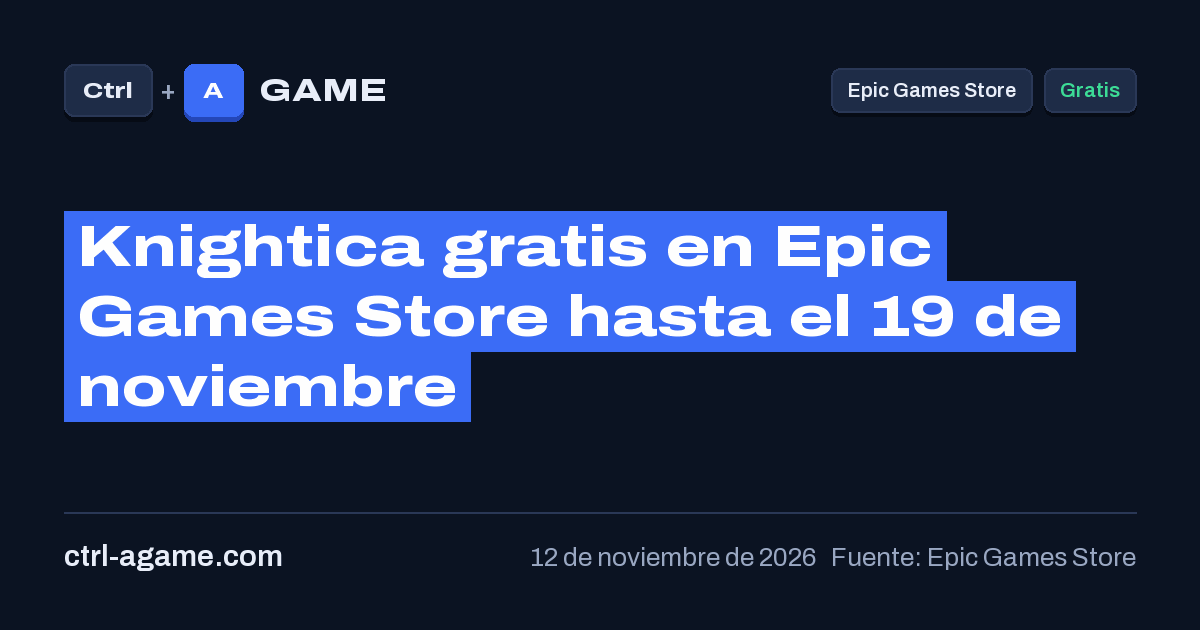 Ctrl + A GAME
Epic Games Store Gratis
Knightica gratis en Epic
Games Store hasta el 19 de
noviembre
ctrl-agame.com
12 de noviembre de 2026 Fuente: Epic Games Store